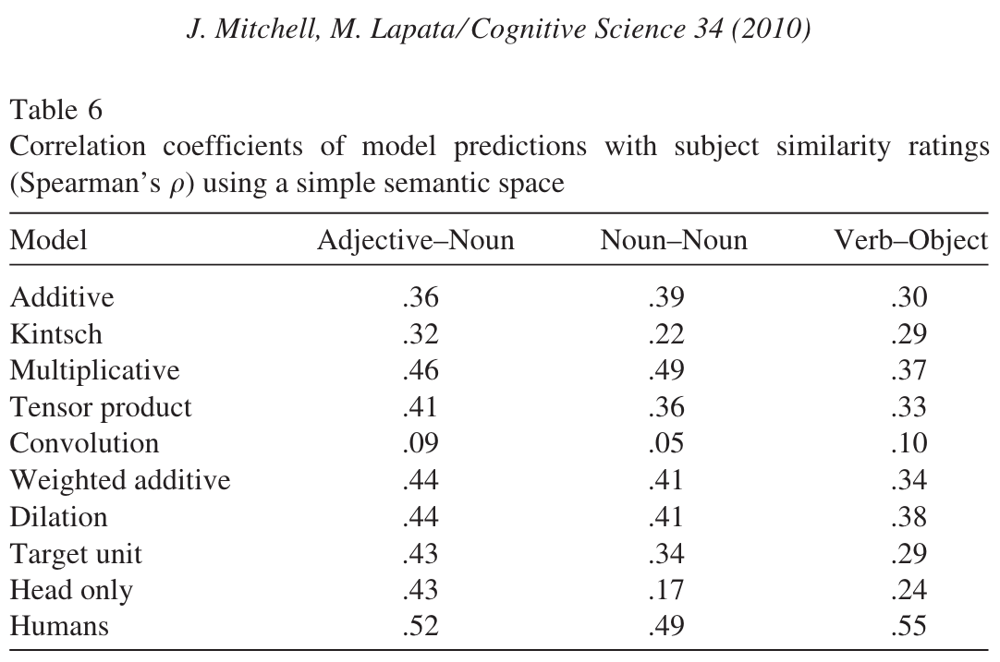 J. Mitchell, M. Lapata/Cognitive Science 34 (2010)
Table 6
Correlation coefficients of model predictions with subject similarity ratings
(Spearman's ρ) using a simple semantic space
Model Adjective–Noun Noun–Noun Verb–Object
Additive .36 .39 .30
Kintsch .32 .22 .29
Multiplicative .46 .49 .37
Tensor product .41 .36 .33
Convolution .09 .05 .10
Weighted additive .44 .41 .34
Dilation .44 .41 .38
Target unit .43 .34 .29
Head only .43 .17 .24
Humans .52 .49 .55